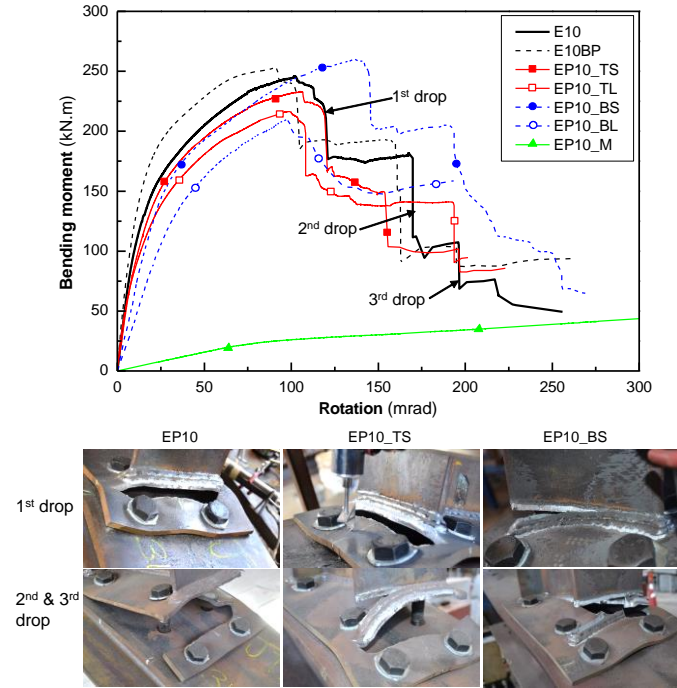 300
250
200
150
100
50
0
Bending moment (kN.m)
E10
E10BP
EP10_TS
EP10_TL
EP10_BS
EP10_BL
EP10_M
1st drop
2nd drop
3rd drop
0 50 100 150 200 250 300
Rotation (mrad)
EP10 EP10_TS EP10_BS
1st drop
2nd & 3rd
drop